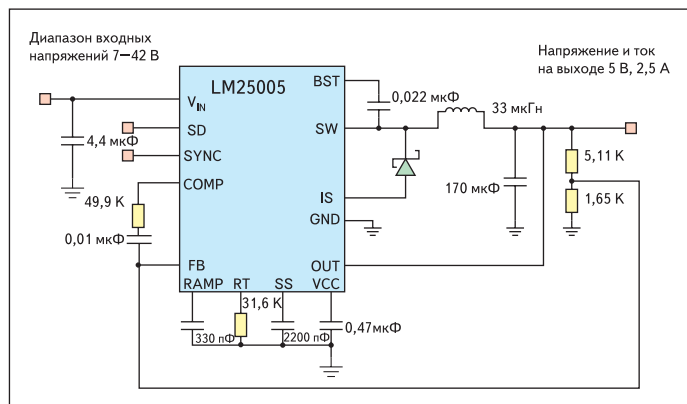 Диапазон входных
напряжений 7—42 В
Напряжение и ток
на выходе 5 В, 2,5 А
LM25005
BST
0,022 мкФ
33 мкГн
VIN
SD
SW
4,4 мкФ
SYNC
5,11 K
COMP
IS
170 мкФ
1,65 K
49,9 K
GND
0,01 мкФ
FB
OUT
RAMP RT SS VCC
31,6 K
330 пФ
2200 пФ
0,47мкФ